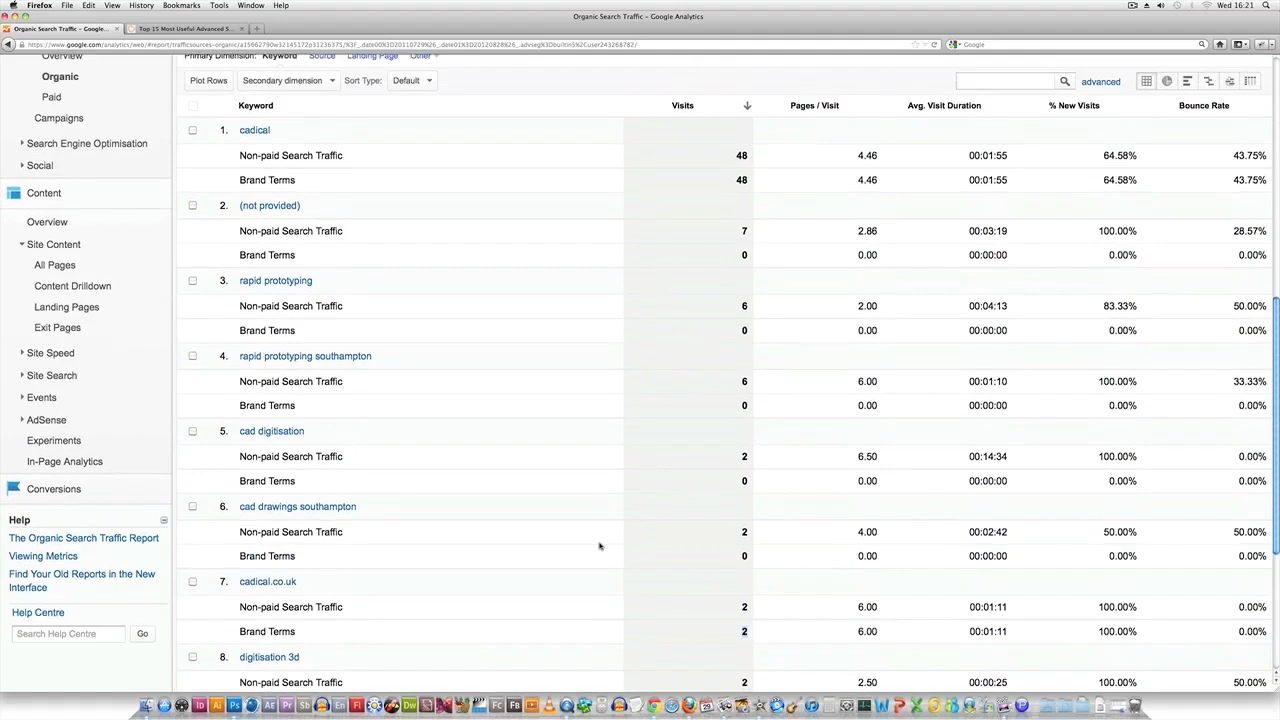 Firefox File Edit View History Bookmarks Tools Window Help Wed 16:21
Organic Search Traffic – Google Analytics
Organic Search Traffic – Google... Top 15 Most Useful Advanced S...
Google
Overview
Primary Dimension: Keyword Source Landing Page Other
Organic
Plot Rows Secondary dimension Sort Type: Default advanced
Paid
Keyword Visits Pages / Visit Avg. Visit Duration % New Visits Bounce Rate
Campaigns
1. cadical
Search Engine Optimisation
Non-paid Search Traffic 48 4.46 00:01:55 64.58% 43.75%
Social
Brand Terms 48 4.46 00:01:55 64.58% 43.75%
Content
2. (not provided)
Overview
Non-paid Search Traffic 7 2.86 00:03:19 100.00% 28.57%
Site Content
Brand Terms 0 0.00 00:00:00 0.00% 0.00%
All Pages
3. rapid prototyping
Content Drilldown
Non-paid Search Traffic 6 2.00 00:04:13 83.33% 50.00%
Landing Pages
Brand Terms 0 0.00 00:00:00 0.00% 0.00%
Exit Pages
4. rapid prototyping southampton
Site Speed
Non-paid Search Traffic 6 6.00 00:01:10 100.00% 33.33%
Site Search
Brand Terms 0 0.00 00:00:00 0.00% 0.00%
Events
5. cad digitisation
AdSense
Non-paid Search Traffic 2 6.50 00:14:34 100.00% 0.00%
Experiments
In-Page Analytics
Brand Terms 0 0.00 00:00:00 0.00% 0.00%
Conversions
6. cad drawings southampton
Help
Non-paid Search Traffic 2 4.00 00:02:42 50.00% 50.00%
The Organic Search Traffic Report
Viewing Metrics
Brand Terms 0 0.00 00:00:00 0.00% 0.00%
Find Your Old Reports in the New
Interface
7. cadical.co.uk
Help Centre
Non-paid Search Traffic 2 6.00 00:01:11 100.00% 0.00%
Search Help Centre Go
Brand Terms 2 6.00 00:01:11 100.00% 0.00%
8. digitisation 3d
Non-paid Search Traffic 2 2.50 00:00:25 100.00% 50.00%